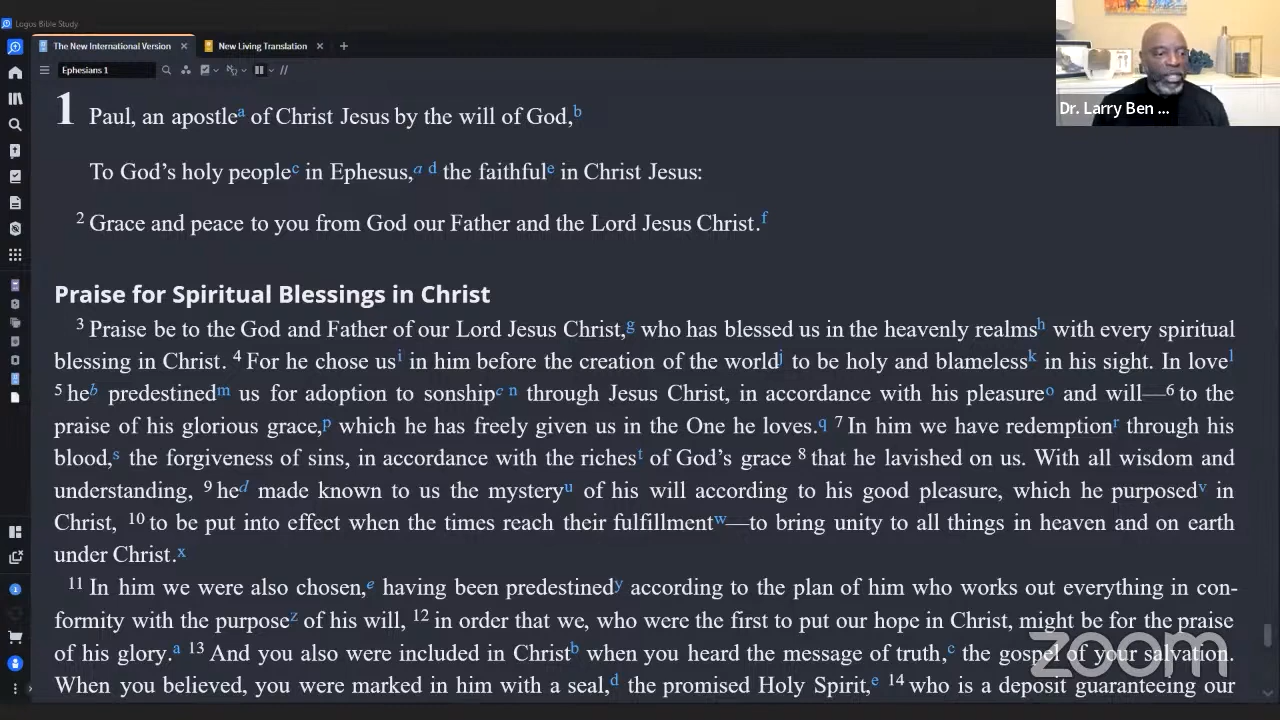 Logos Bible Study
The New International Version
New Living Translation
Ephesians 1
Dr. Larry Ben ...
1 Paul, an apostleᵃ of Christ Jesus by the will of God,ᵇ
To God’s holy peopleᶜ in Ephesus,ᵃ ᵈ the faithfulᵉ in Christ Jesus:
² Grace and peace to you from God our Father and the Lord Jesus Christ.ᶠ
Praise for Spiritual Blessings in Christ
³ Praise be to the God and Father of our Lord Jesus Christ,ᵍ who has blessed us in the heavenly realmsʰ with every spiritual
blessing in Christ. ⁴ For he chose usⁱ in him before the creation of the worldʲ to be holy and blamelessᵏ in his sight. In loveˡ
⁵ heᵇ predestinedᵐ us for adoption to sonshipᶜ ⁿ through Jesus Christ, in accordance with his pleasureᵒ and will—⁶ to the
praise of his glorious grace,ᵖ which he has freely given us in the One he loves.q ⁷ In him we have redemptionʳ through his
blood,ˢ the forgiveness of sins, in accordance with the richesᵗ of God’s grace ⁸ that he lavished on us. With all wisdom and
understanding, ⁹ heᵈ made known to us the mysteryᵘ of his will according to his good pleasure, which he purposedᵛ in
Christ, ¹⁰ to be put into effect when the times reach their fulfillmentʷ—to bring unity to all things in heaven and on earth
under Christ.ˣ
¹¹ In him we were also chosen,ᵉ having been predestinedʸ according to the plan of him who works out everything in con-
formity with the purposeᶻ of his will, ¹² in order that we, who were the first to put our hope in Christ, might be for the praise
of his glory.ᵃ ¹³ And you also were included in Christᵇ when you heard the message of truth,ᶜ the gospel of your salvation.
When you believed, you were marked in him with a seal,ᵈ the promised Holy Spirit,ᵉ ¹⁴ who is a deposit guaranteeing our
zoom